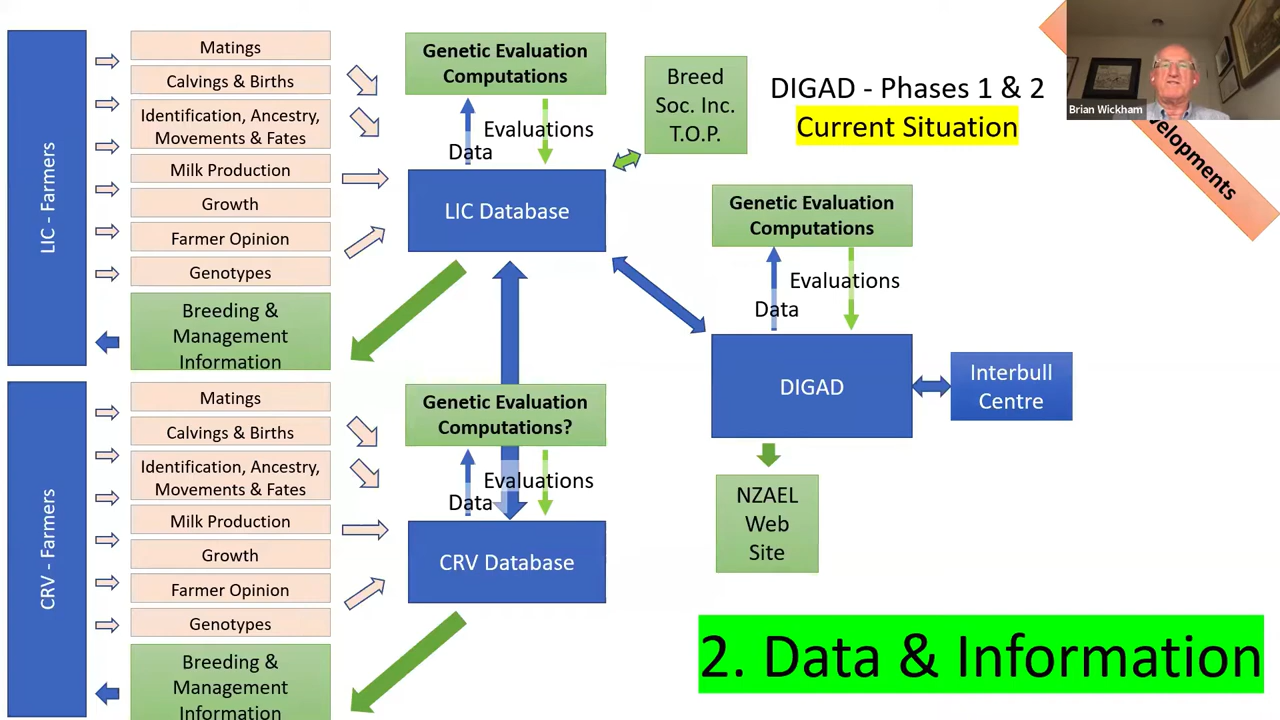 LIC - Farmers
Matings
Calvings & Births
Identification, Ancestry,
Movements & Fates
Milk Production
Growth
Farmer Opinion
Genotypes
Breeding &
Management
Information
Genetic Evaluation
Computations
Evaluations
Data
LIC Database
Breed
Soc. Inc.
T.O.P.
DIGAD - Phases 1 & 2
Current Situation
Brian Wickham
velopments
Genetic Evaluation
Computations
Evaluations
Data
DIGAD
Interbull
Centre
NZAEL
Web
Site
CRV - Farmers
Matings
Calvings & Births
Identification, Ancestry,
Movements & Fates
Milk Production
Growth
Farmer Opinion
Genotypes
Breeding &
Management
Information
Genetic Evaluation
Computations?
Evaluations
Data
CRV Database
2. Data & Information